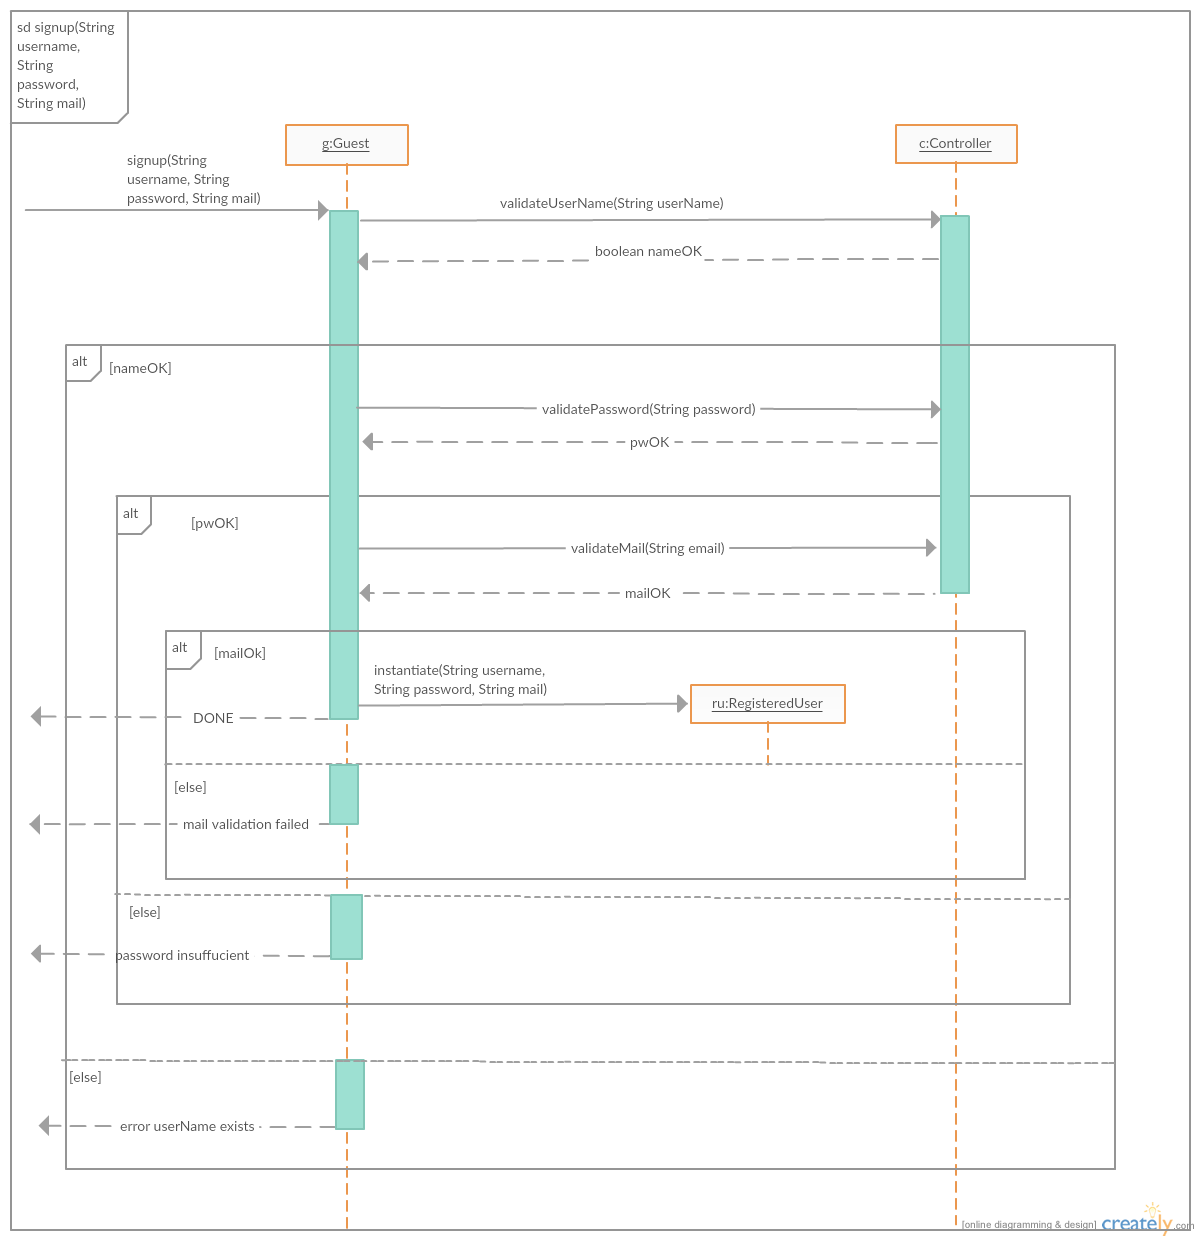 sd signup(String
username,
String
password,
String mail)
g:Guest
c:Controller
signup(String
username, String
password, String mail)
validateUserName(String userName)
boolean nameOK
alt
[nameOK]
validatePassword(String password)
pwOK
alt
[pwOK]
validateMail(String email)
mailOK
alt
[mailOk]
instantiate(String username,
String password, String mail)
ru:RegisteredUser
DONE
[else]
mail validation failed
[else]
password insuffucient
[else]
error userName exists
[online diagramming & design] creately.com